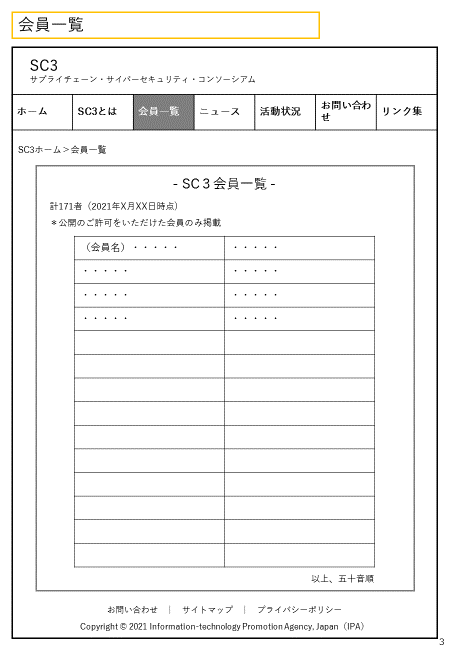 会員一覧
SC3
サプライチェーン・サイバーセキュリティ・コンソーシアム
ホーム
SC3とは
会員一覧
ニュース
活動状況
お問い合わ
せ
リンク集
SC3ホーム＞会員一覧
- SC３会員一覧 -
計171者（2021年X月XX日時点）
＊公開のご許可をいただけた会員のみ掲載
（会員名）・・・・・
・・・・・
・・・・・
・・・・・
・・・・・
・・・・・
・・・・・
・・・・・
以上、五十音順
お問い合わせ ｜ サイトマップ ｜ プライバシーポリシー
Copyright © 2021 Information-technology Promotion Agency, Japan（IPA）
3